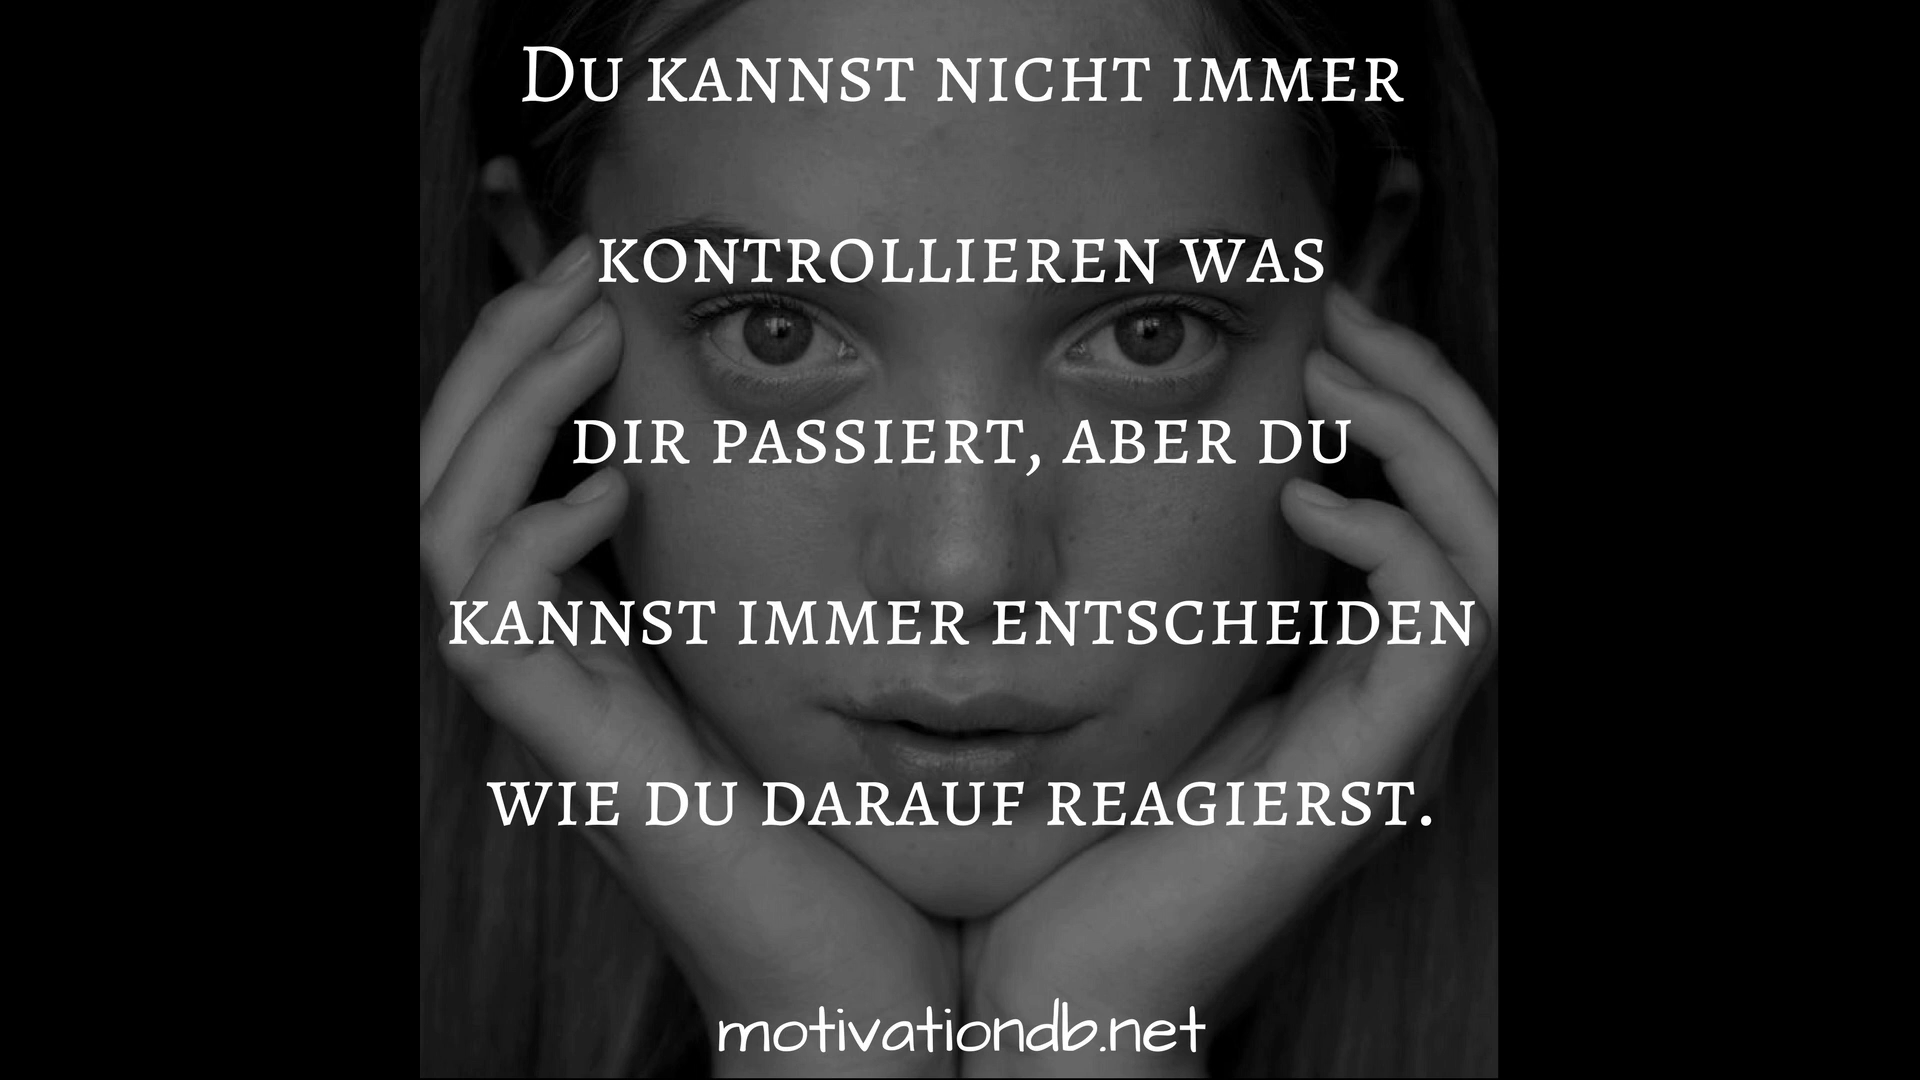 Du kannst nicht immer
kontrollieren was
dir passiert, aber du
kannst immer entscheiden
wie du darauf reagierst.
motivationdb.net